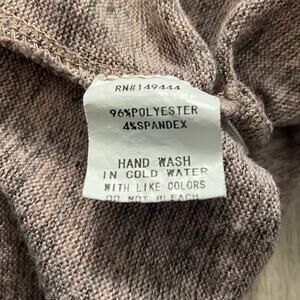 RN#149444
96%POLYESTER
4%SPANDEX
HAND WASH
IN COLD WATER
WITH LIKE COLORS
DO NOT BLEACH